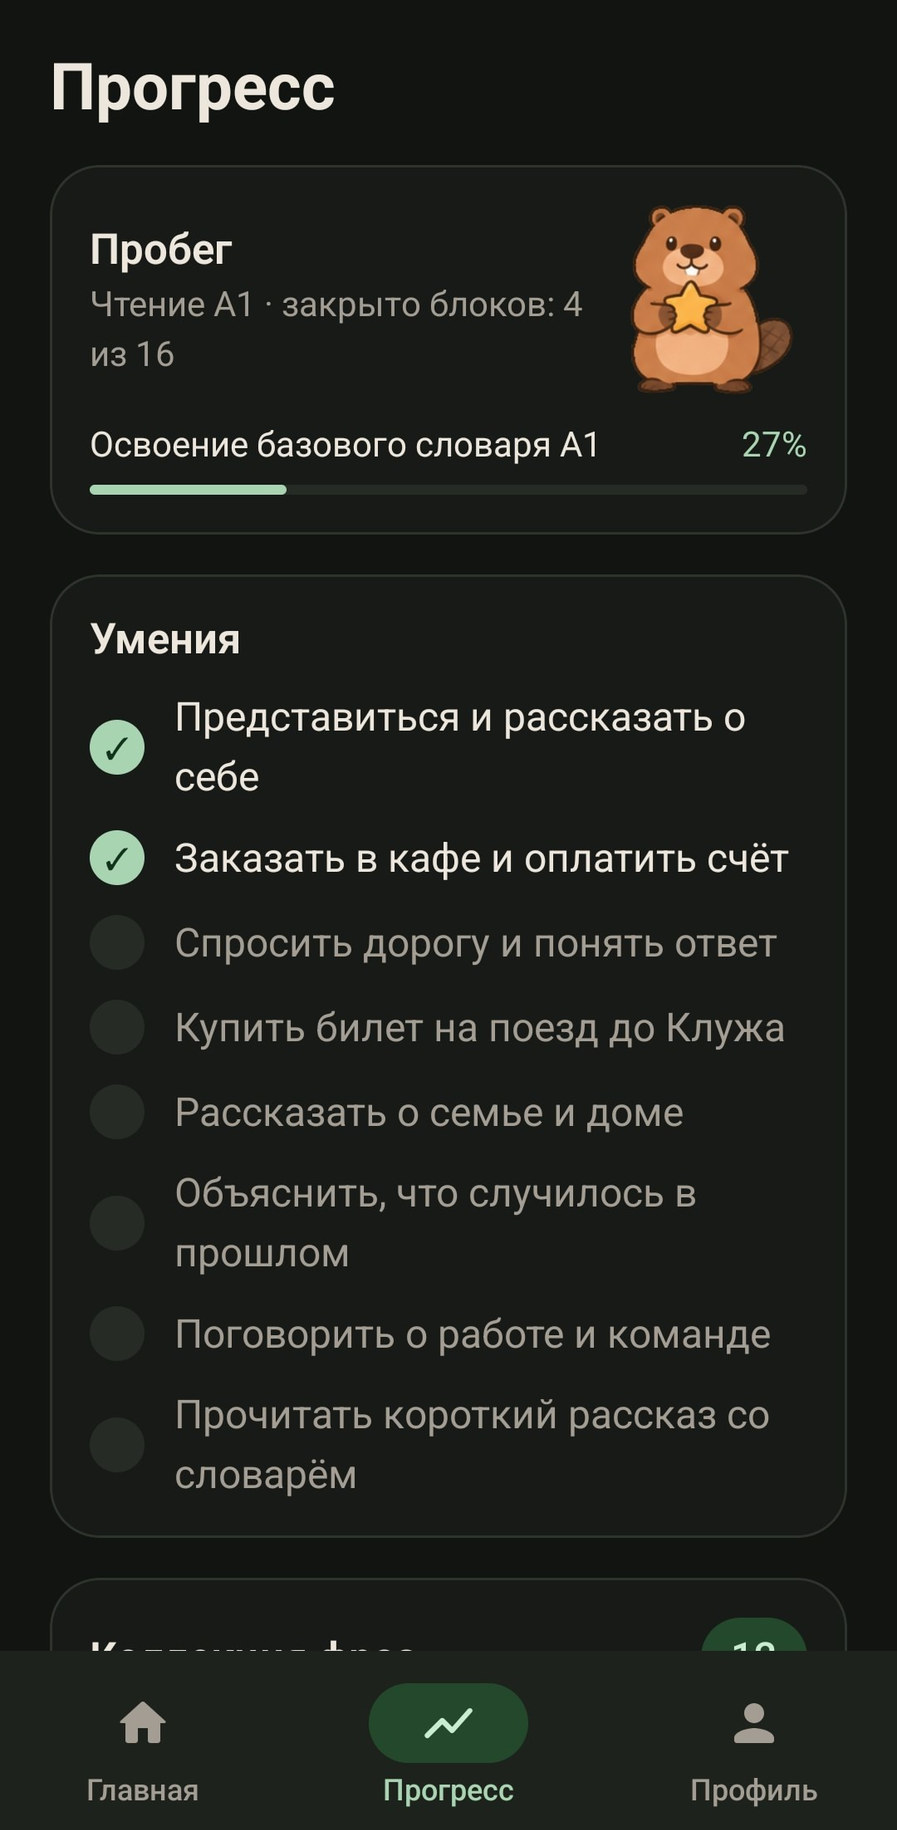 Прогресс
Пробег
Чтение A1 · закрыто блоков: 4
из 16
Освоение базового словаря A1
27%
Умения
Представиться и рассказать о
себе
Заказать в кафе и оплатить счёт
Спросить дорогу и понять ответ
Купить билет на поезд до Клужа
Рассказать о семье и доме
Объяснить, что случилось в
прошлом
Поговорить о работе и команде
Прочитать короткий рассказ со
словарём
Главная
Прогресс
Профиль